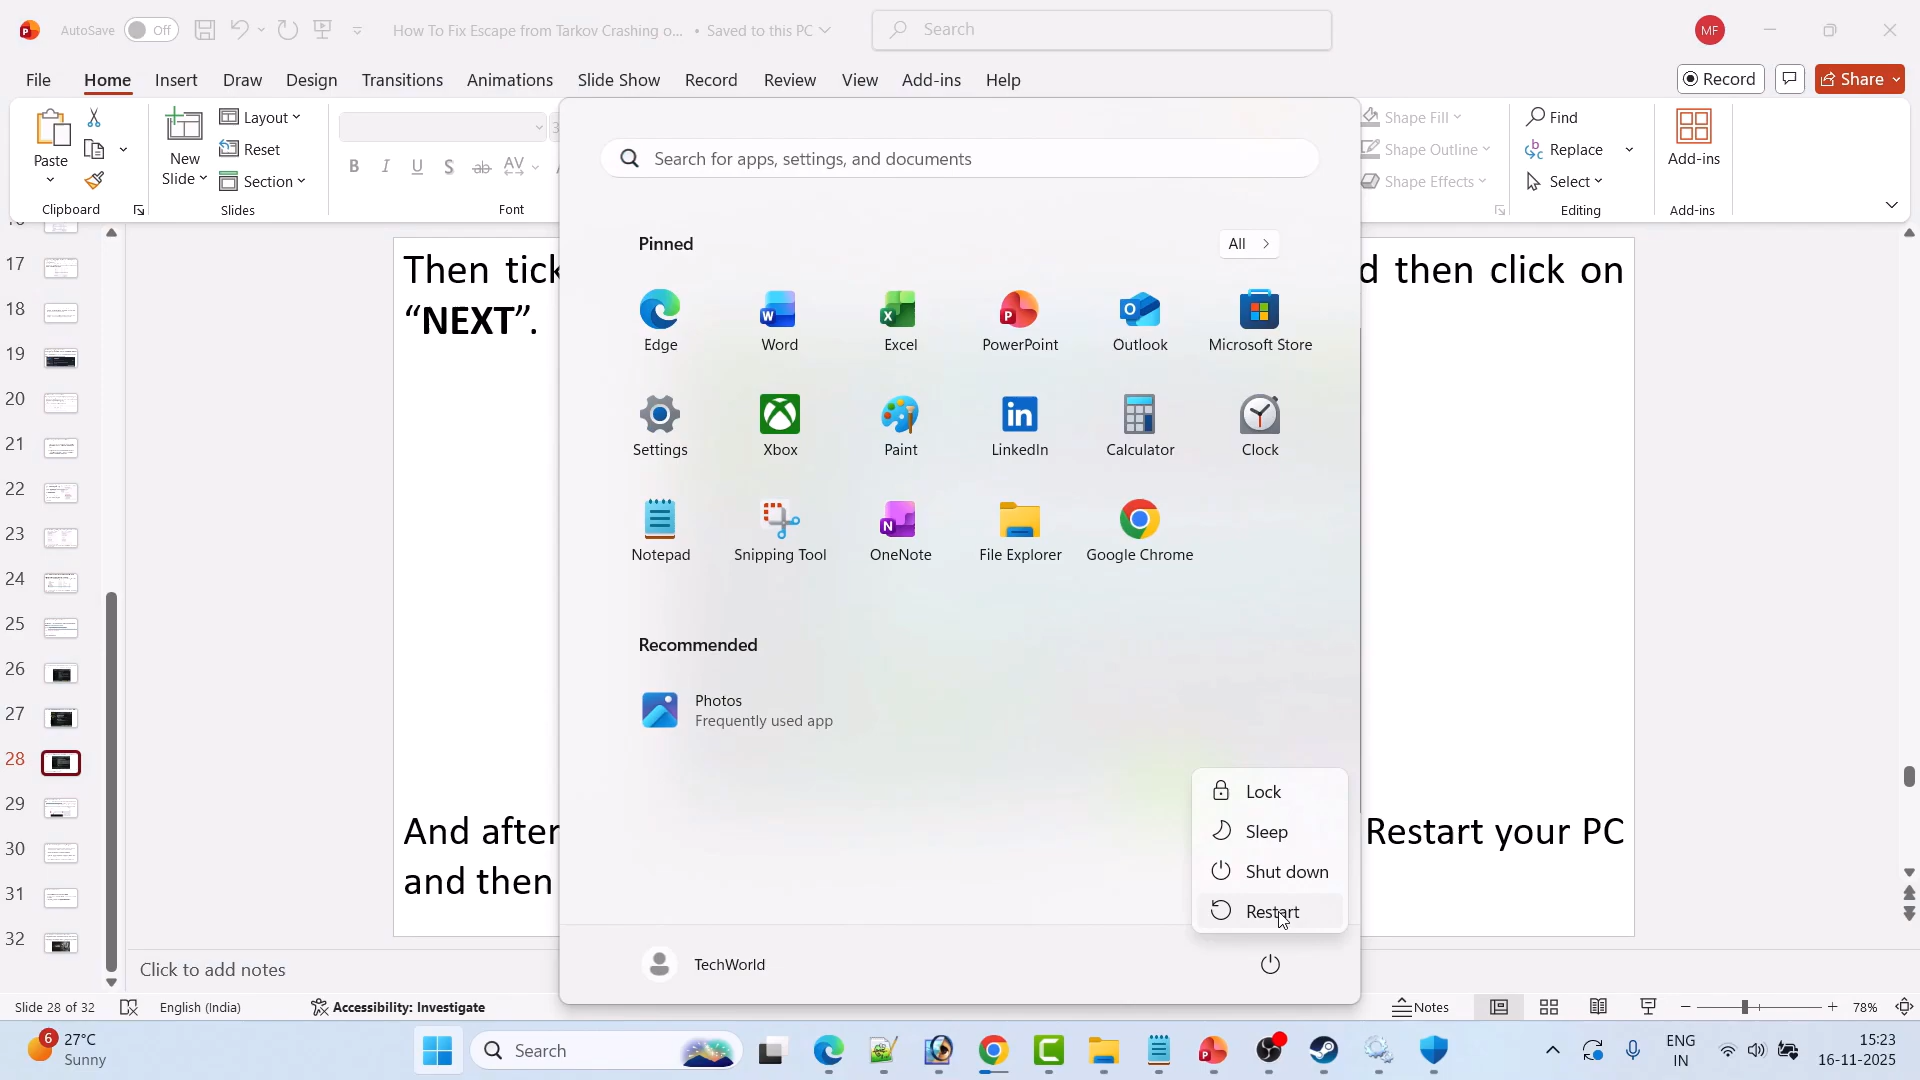 AutoSave
Off
How To Fix Escape from Tarkov Crashing o... • Saved to this PC
Search
MF
File
Home
Insert
Draw
Design
Transitions
Animations
Slide Show
Record
Review
View
Add-ins
Help
Record
Share
Paste
Clipboard
New
Slide
Layout
Reset
Section
Slides
B I U S ab AV
Font
Shape Fill
Shape Outline
Shape Effects
Find
Replace
Select
Editing
Add-ins
Add-ins
17
18
19
20
21
22
23
24
25
26
27
28
29
30
31
32
Then tick
d then click on
“NEXT”.
And after
Restart your PC
and then
Search for apps, settings, and documents
Pinned
All
Edge
Word
Excel
PowerPoint
Outlook
Microsoft Store
Settings
Xbox
Paint
LinkedIn
Calculator
Clock
Notepad
Snipping Tool
OneNote
File Explorer
Google Chrome
Recommended
Photos
Frequently used app
Lock
Sleep
Shut down
Restart
TechWorld
Click to add notes
Slide 28 of 32
English (India)
Accessibility: Investigate
Notes
78%
6
27°C
Sunny
Search
ENG
IN
15:23
16-11-2025